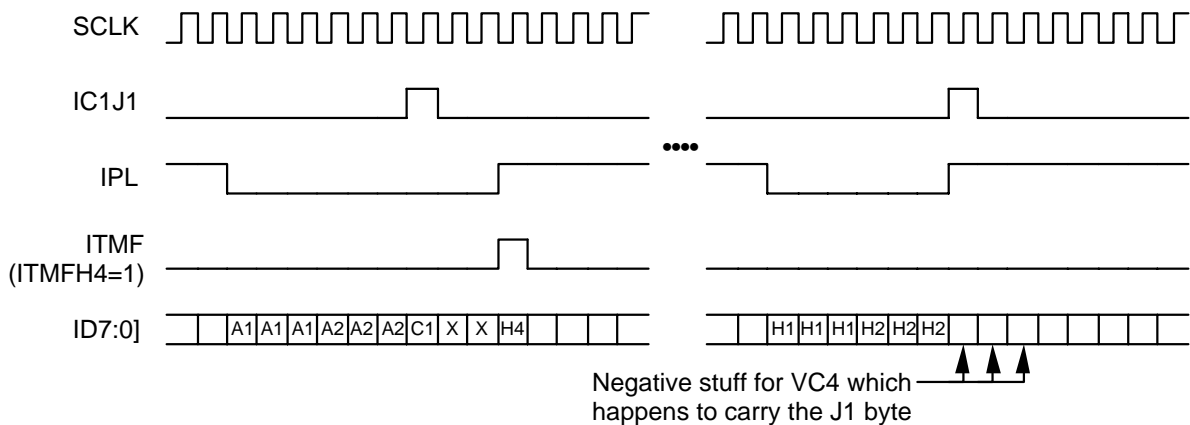 SCLK
IC1J1
IPL
ITMF
(ITMFH4=1)
ID7:0] A1 A1 A1 A2 A2 A2 C1 X X H4 H1 H1 H1 H2 H2 H2
Negative stuff for VC4 which
happens to carry the J1 byte